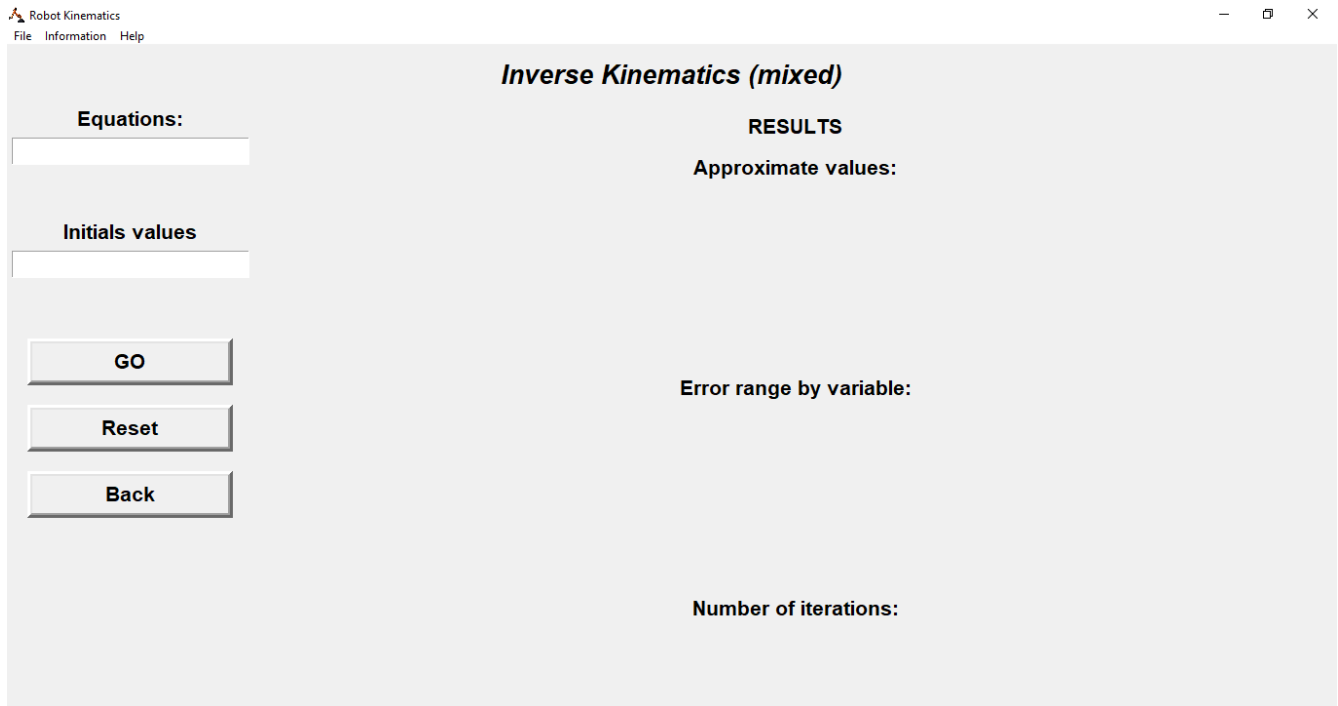 Robot Kinematics
File Information Help
Inverse Kinematics (mixed)
Equations:
Initials values
GO
Reset
Back
RESULTS
Approximate values:
Error range by variable:
Number of iterations: